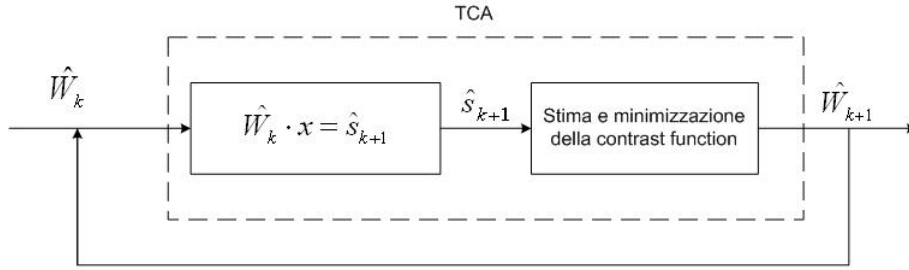 TCA
Ŵ_k
Ŵ_k · x = ŝ_{k+1}
ŝ_{k+1}
Stima e minimizzazione
della contrast function
Ŵ_{k+1}